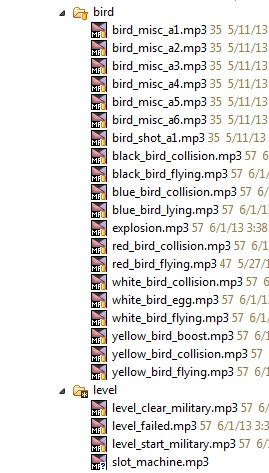 bird
bird_misc_a1.mp3 35 5/11/13
bird_misc_a2.mp3 35 5/11/13
bird_misc_a3.mp3 35 5/11/13
bird_misc_a4.mp3 35 5/11/13
bird_misc_a5.mp3 35 5/11/13
bird_misc_a6.mp3 35 5/11/13
bird_shot_a1.mp3 35 5/11/13
black_bird_collision.mp3 57 6
black_bird_flying.mp3 57 6/1
blue_bird_collision.mp3 57 6/
blue_bird_lying.mp3 57 6/1/
explosion.mp3 57 6/1/13 3:38
red_bird_collision.mp3 57 6/1
red_bird_flying.mp3 47 5/27/1
white_bird_collision.mp3 57 6
white_bird_egg.mp3 57 6/1/1
white_bird_flying.mp3 57 6/1
yellow_bird_boost.mp3 57 6/
yellow_bird_collision.mp3 57
yellow_bird_flying.mp3 57 6/
level
level_clear_military.mp3 57 6/
level_failed.mp3 57 6/1/13 3:3
level_start_military.mp3 57 6/
slot_machine.mp3